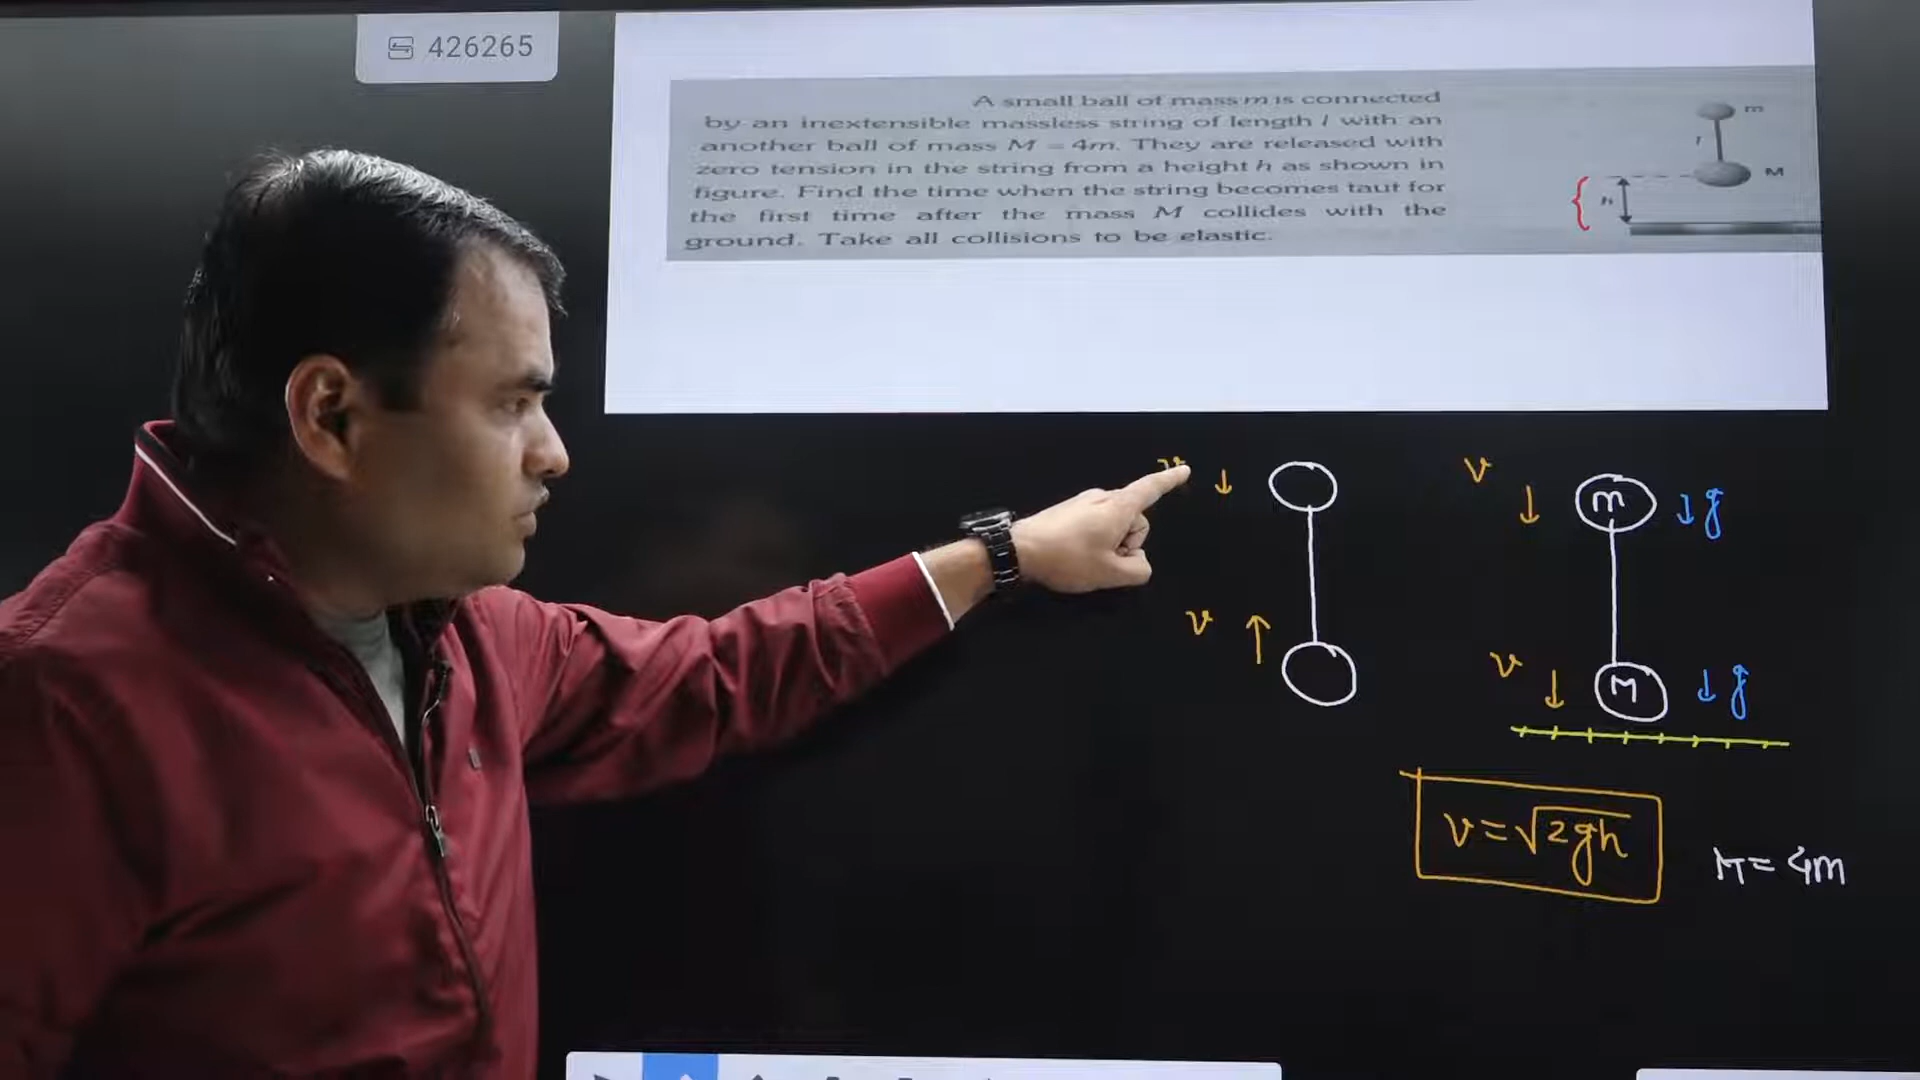 426265
A small ball of mass m is connected
by an inextensible massless string of length l with an
another ball of mass M = 4m. They are released with
zero tension in the string from a height h as shown in
figure. Find the time when the string becomes taut for
the first time after the mass M collides with the
ground. Take all collisions to be elastic.
m
l
M
h
v
v
m
g
v
v
M
g
v = √2gh
M = 4m